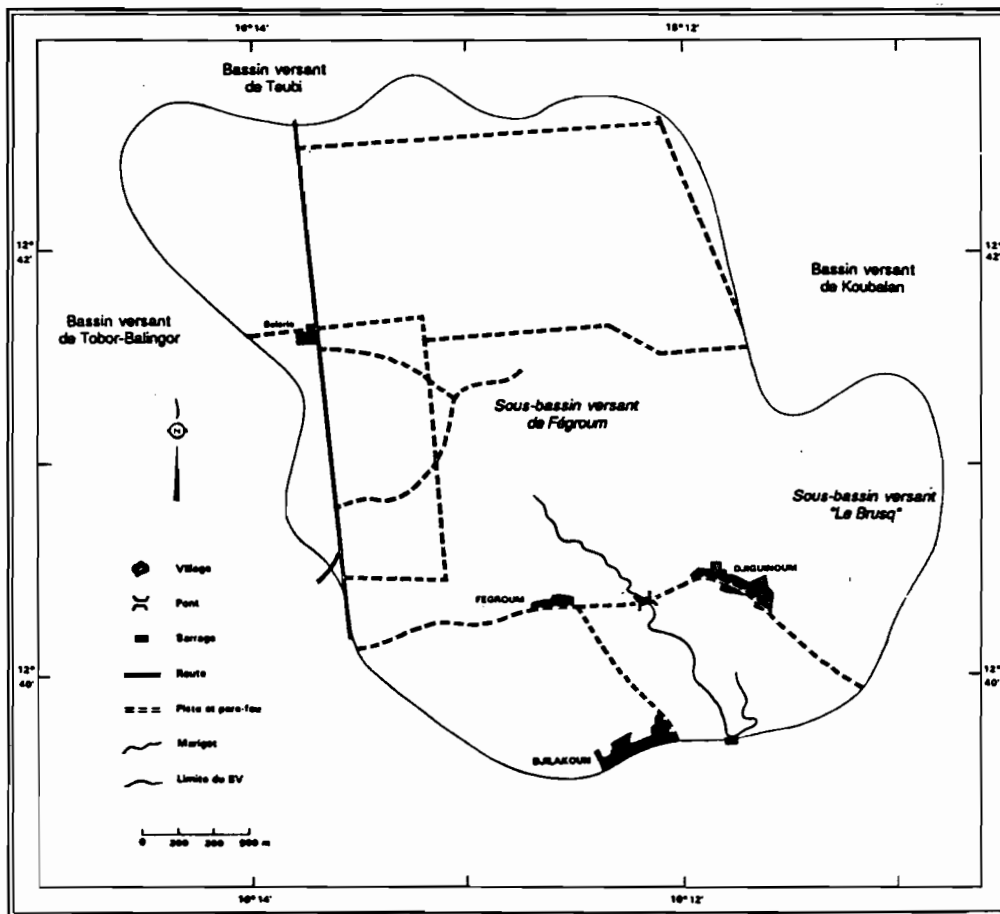 16°14'
16°12'
Bassin versant
de Teubi
12°
42'
12°
42'
Bassin versant
de Koubalan
Bassin versant
de Tobor-Balingor
Sous-bassin versant
de Fégroum
Sous-bassin versant
"Le Brusq"
Village
DJIGUINOUM
Pont
FEGROUM
Barrage
12°
40'
12°
40'
Route
Piste et pare-feu
Marigot
DJILAKOUN
Limite du BV
0
300
16°14'
16°12'